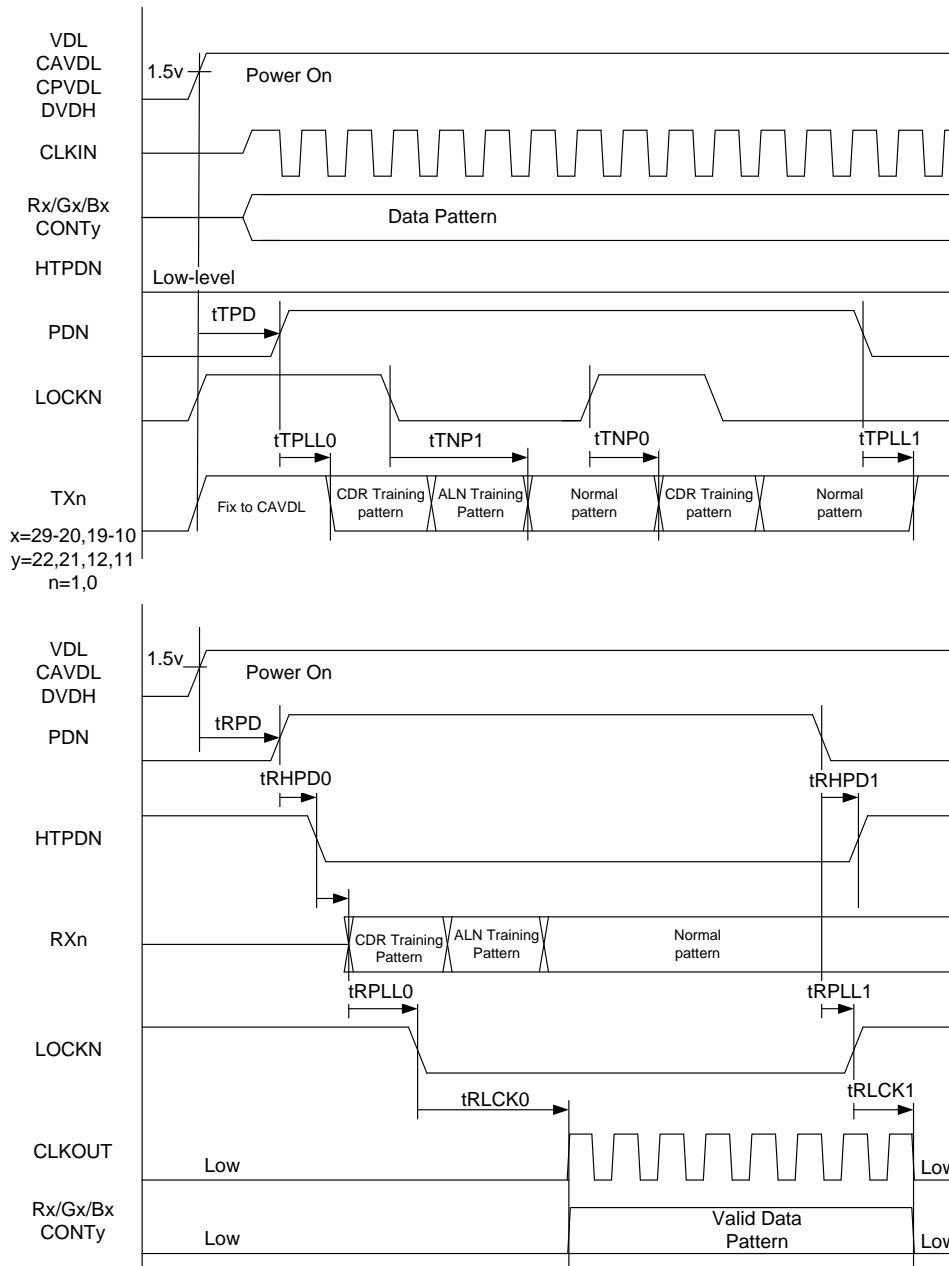 VDL
CAVDL
CPVDL
DVDH
1.5v
Power On
CLKIN
Rx/Gx/Bx
CONTy
Data Pattern
HTPDN
Low-level
tTPD
PDN
LOCKN
tTPLL0
tTNP1
tTNP0
tTPLL1
TXn
x=29-20,19-10
y=22,21,12,11
n=1,0
Fix to CAVDL
CDR Training
pattern
ALN Training
Pattern
Normal
pattern
CDR Training
pattern
Normal
pattern
VDL
CAVDL
DVDH
1.5v
Power On
tRPD
PDN
tRHPD0
tRHPD1
HTPDN
RXn
CDR Training
Pattern
ALN Training
Pattern
Normal
pattern
tRPLL0
tRPLL1
LOCKN
tRLCK0
tRLCK1
CLKOUT
Low
Low
Rx/Gx/Bx
CONTy
Low
Valid Data
Pattern
Low